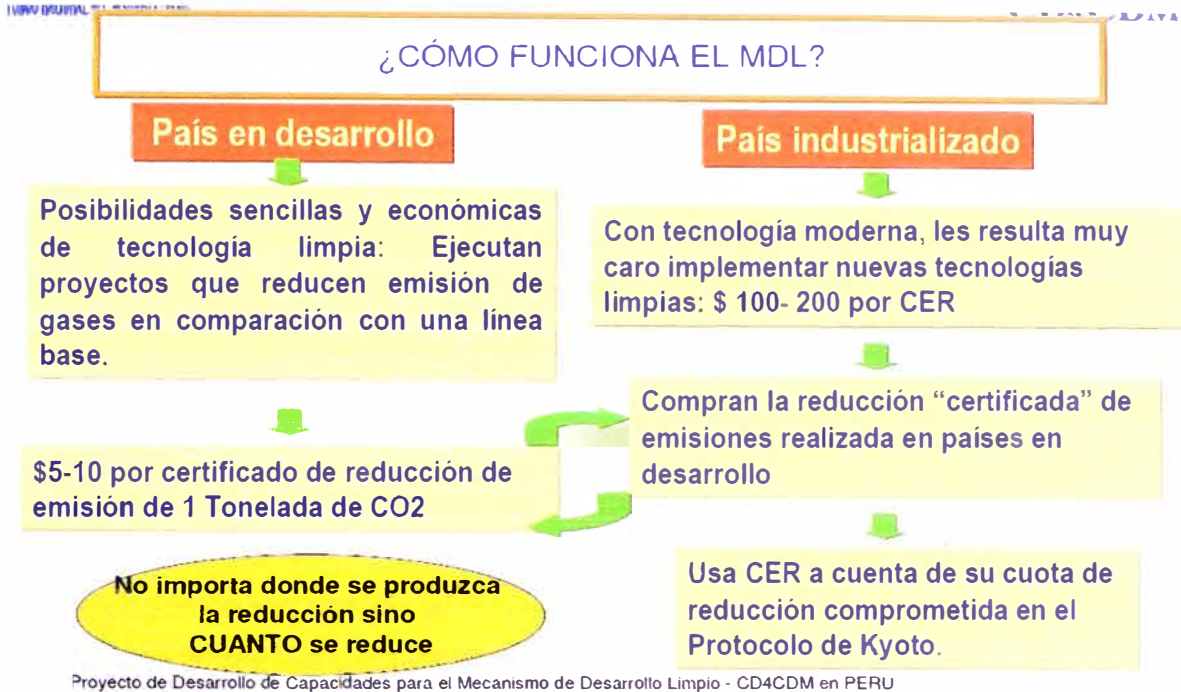 ¿CÓMO FUNCIONA EL MDL?
País en desarrollo
Posibilidades sencillas y económicas
de tecnología limpia: Ejecutan
proyectos que reducen emisión de
gases en comparación con una línea
base.
$5-10 por certificado de reducción de
emisión de 1 Tonelada de CO2
No importa donde se produzca
la reducción sino
CUANTO se reduce
País industrializado
Con tecnología moderna, les resulta muy
caro implementar nuevas tecnologías
limpias: $ 100- 200 por CER
Compran la reducción “certificada” de
emisiones realizada en países en
desarrollo
Usa CER a cuenta de su cuota de
reducción comprometida en el
Protocolo de Kyoto.
Proyecto de Desarrollo de Capacidades para el Mecanismo de Desarrollo Limpio - CD4CDM en PERU